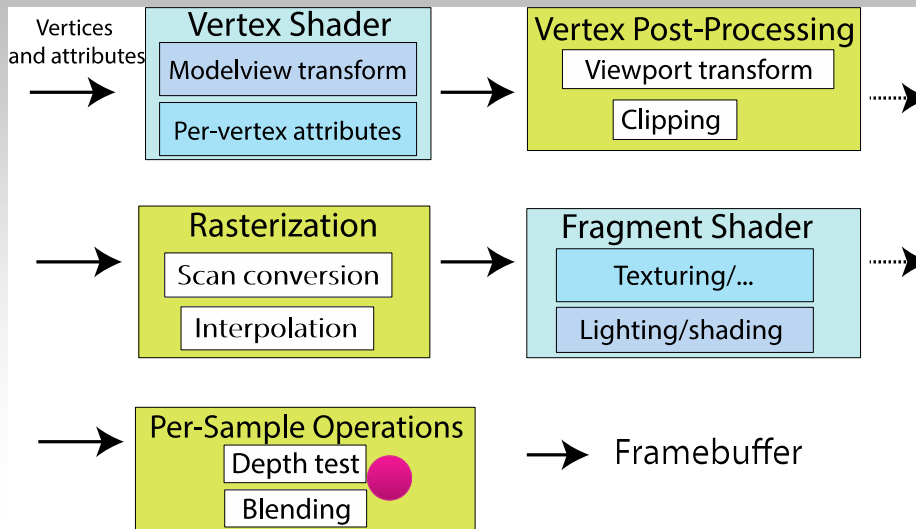 Vertices
and attributes
Vertex Shader
Modelview transform
Per-vertex attributes
Vertex Post-Processing
Viewport transform
Clipping
Rasterization
Scan conversion
Interpolation
Fragment Shader
Texturing/...
Lighting/shading
Per-Sample Operations
Depth test
Blending
Framebuffer